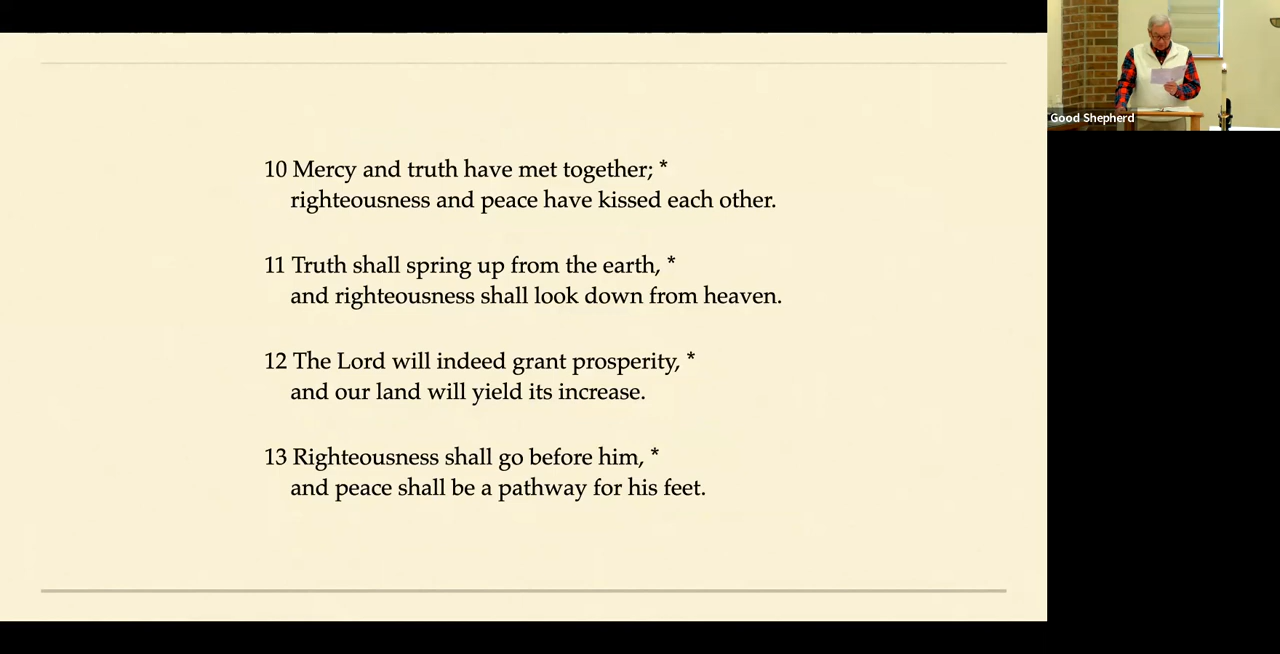 10 Mercy and truth have met together; *
righteousness and peace have kissed each other.
11 Truth shall spring up from the earth, *
and righteousness shall look down from heaven.
12 The Lord will indeed grant prosperity, *
and our land will yield its increase.
13 Righteousness shall go before him, *
and peace shall be a pathway for his feet.
Good Shepherd